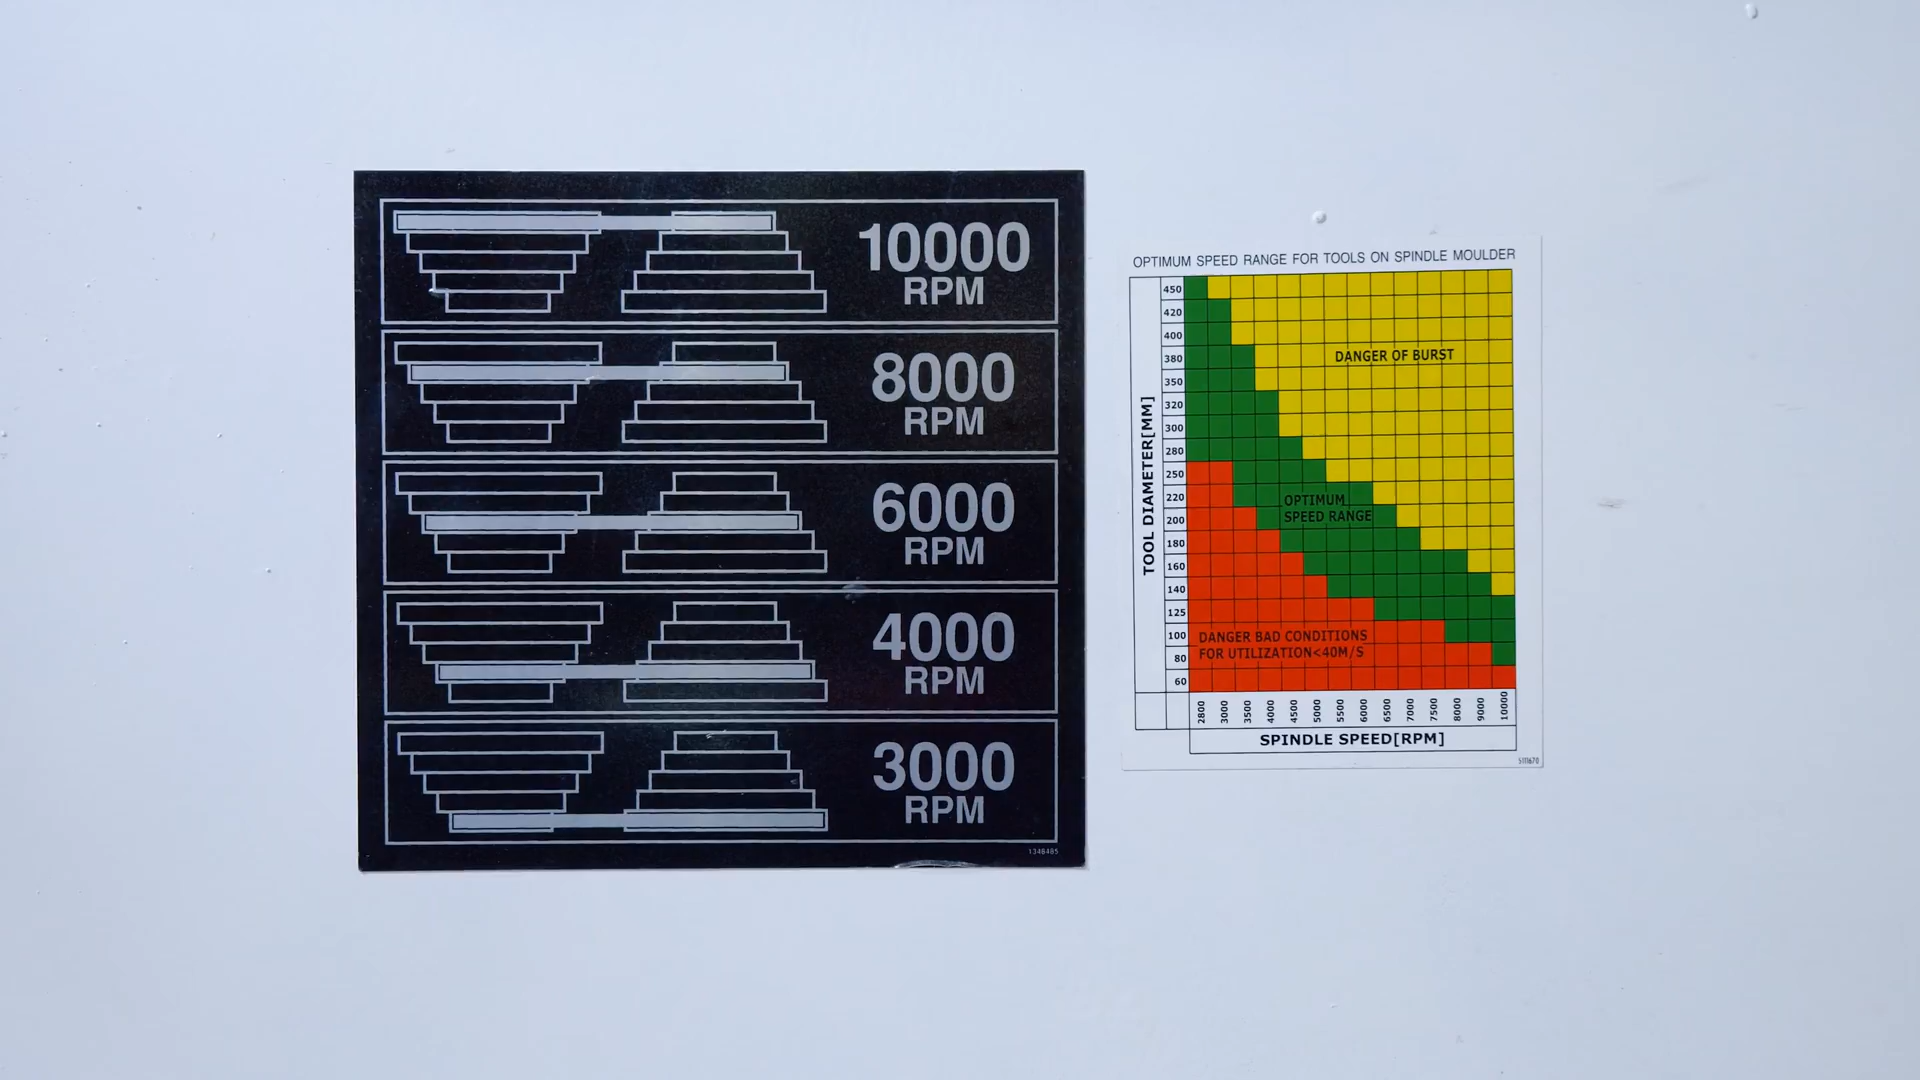 10000
RPM
8000
RPM
6000
RPM
4000
RPM
3000
RPM
1348485
OPTIMUM SPEED RANGE FOR TOOLS ON SPINDLE MOULDER
TOOL DIAMETER[MM]
450
420
400
380
350
320
300
280
250
220
200
180
160
140
125
100
80
60
DANGER OF BURST
OPTIMUM
SPEED RANGE
DANGER BAD CONDITIONS
FOR UTILIZATION<40M/S
2800 3000 3500 4000 4500 5000 5500 6000 6500 7000 7500 8000 9000 10000
SPINDLE SPEED[RPM]
5111670